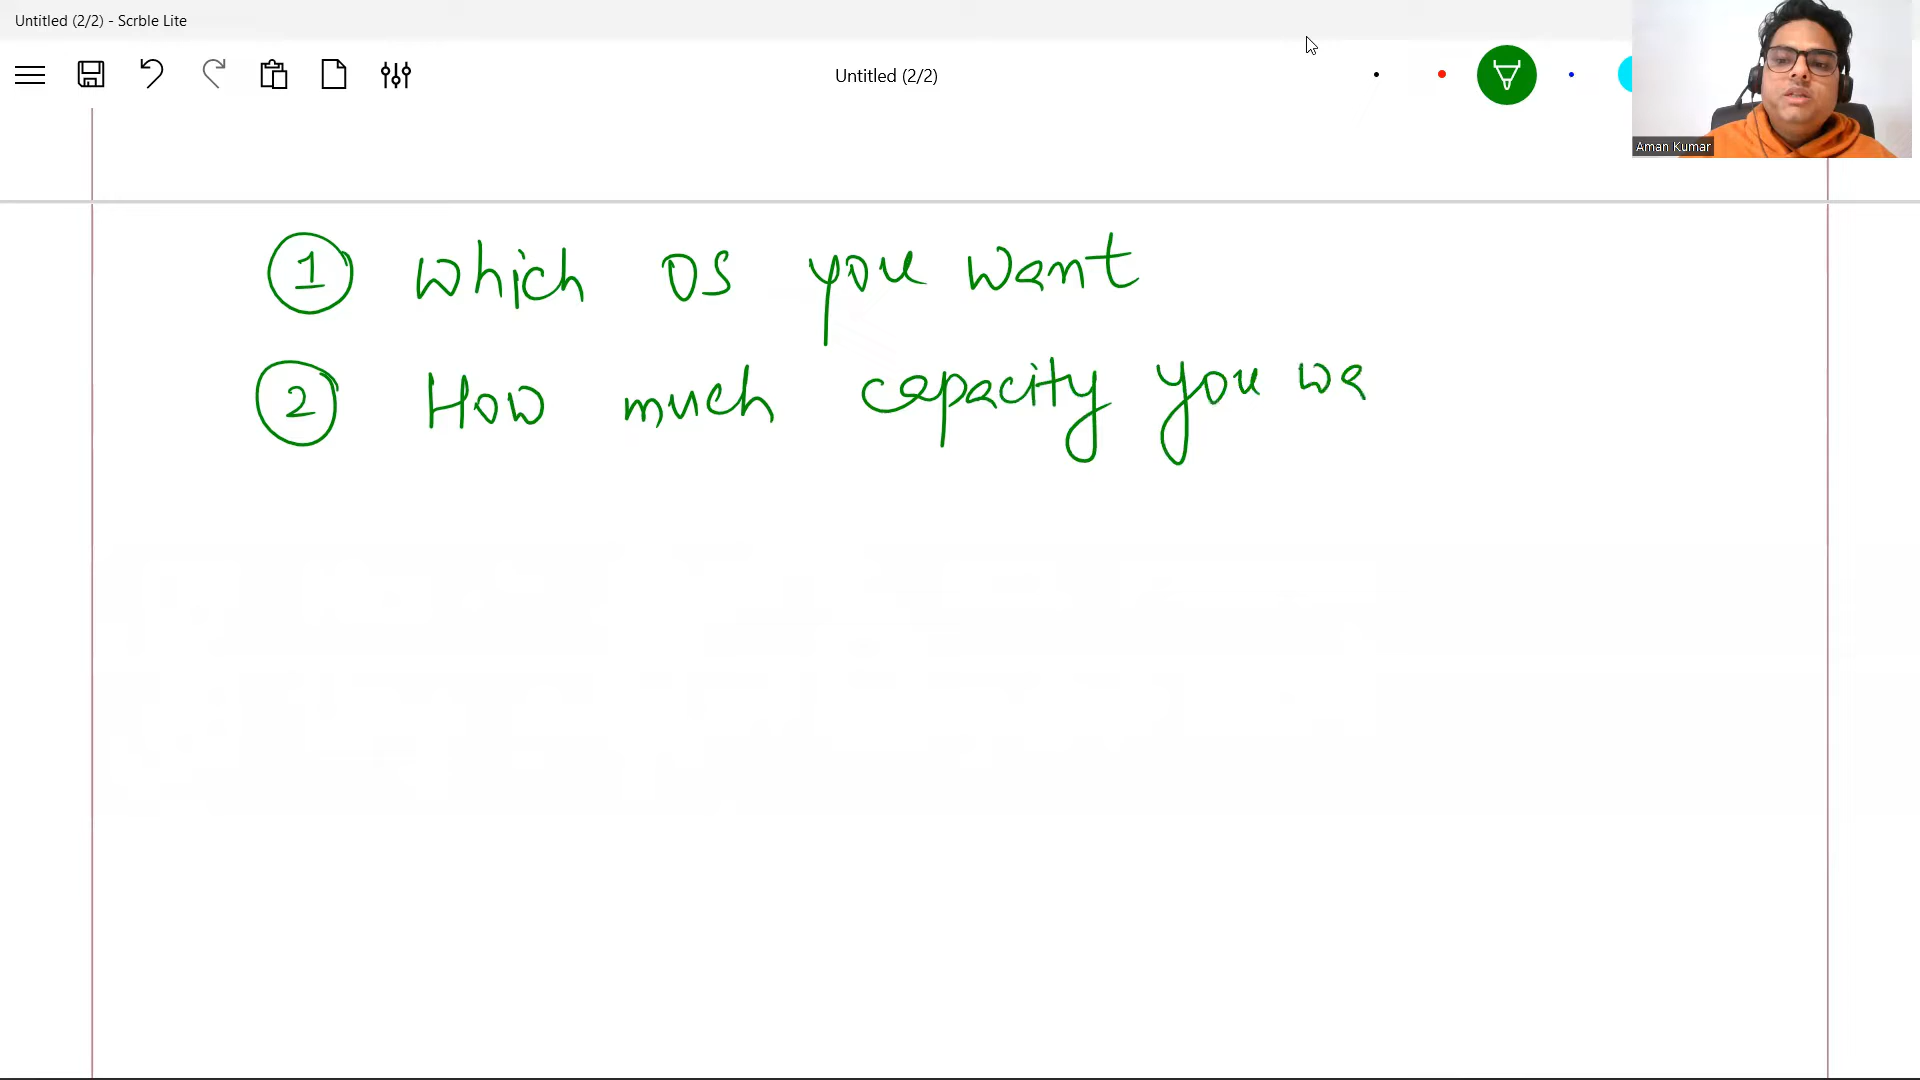 Untitled (2/2) - Scrble Lite
Untitled (2/2)
Aman Kumar
1 Which OS you want
2 How much capacity you wa